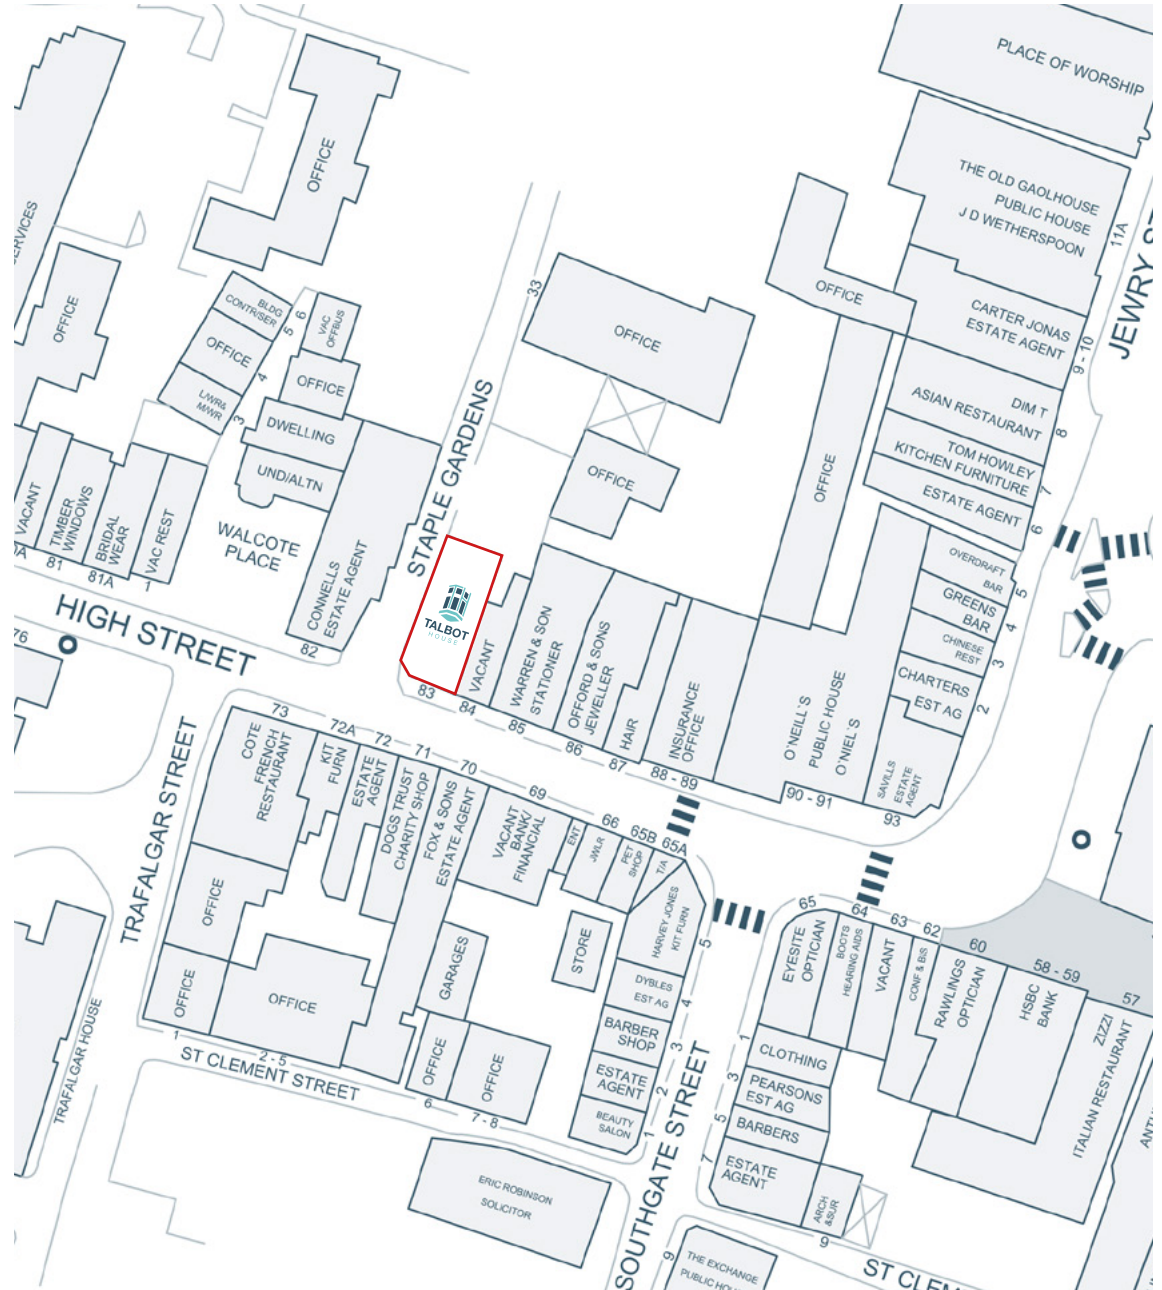 PLACE OF WORSHIP
THE OLD GAOLHOUSE
PUBLIC HOUSE
J D WETHERSPOON
11A
JEWRY ST
OFFICE
OFFICE
33
OFFICE
OFFICE
CARTER JONAS
ESTATE AGENT
9 - 10
OFFICE
BLDG
CONTR/SER
5
6
VAC
OFFBUS
OFFICE
4
OFFICE
L/WR&
M/WR
3
DWELLING
UND/ALTN
DIM T
ASIAN RESTAURANT
8
TOM HOWLEY
KITCHEN FURNITURE
7
ESTATE AGENT
6
OFFICE
OFFICE
STAPLE GARDENS
VACANT
TIMBER
WINDOWS
81
BRIDAL
WEAR
81A
VAC REST
1
WALCOTE
PLACE
CONNELLS
ESTATE AGENT
82
HIGH STREET
76
TALBOT
HOUSE
83
VACANT
84
WARREN & SON
STATIONER
85
OFFORD & SONS
JEWELLER
86
HAIR
87
INSURANCE
OFFICE
88 - 89
O'NEILL'S
PUBLIC HOUSE
O'NIEL'S
90 - 91
OVERDRAFT
BAR
5
GREENS
BAR
4
CHINESE
REST
3
CHARTERS
EST AG
2
SAVILLS
ESTATE
AGENT
93
TRAFALGAR STREET
73
COTE
FRENCH
RESTAURANT
72A
KIT
FURN
72
ESTATE
AGENT
71
DOGS TRUST
CHARITY SHOP
70
FOX & SONS
ESTATE AGENT
69
VACANT
BANK/
FINANCIAL
ENT
66
JWLR
65B
PET
SHOP
65A
T/A
HARVEY JONES
KIT FURN
5
OFFICE
OFFICE
OFFICE
GARAGES
STORE
DYBLES
EST AG
4
BARBER
SHOP
3
ESTATE
AGENT
2
BEAUTY
SALON
1
OFFICE
OFFICE
1
2 - 5
6
7 - 8
ST CLEMENT STREET
TRAFALGAR HOUSE
ERIC ROBINSON
SOLICITOR
SOUTHGATE STREET
65
EYESITE
OPTICIAN
64
BOOTS
HEARING AIDS
63
VACANT
62
CONF & BIS
60
RAWLINGS
OPTICIAN
58 - 59
HSBC
BANK
57
ZIZZI
ITALIAN RESTAURANT
1
CLOTHING
3
PEARSONS
EST AG
5
BARBERS
7
ESTATE
AGENT
ARCH
&SUR
9
9
THE EXCHANGE